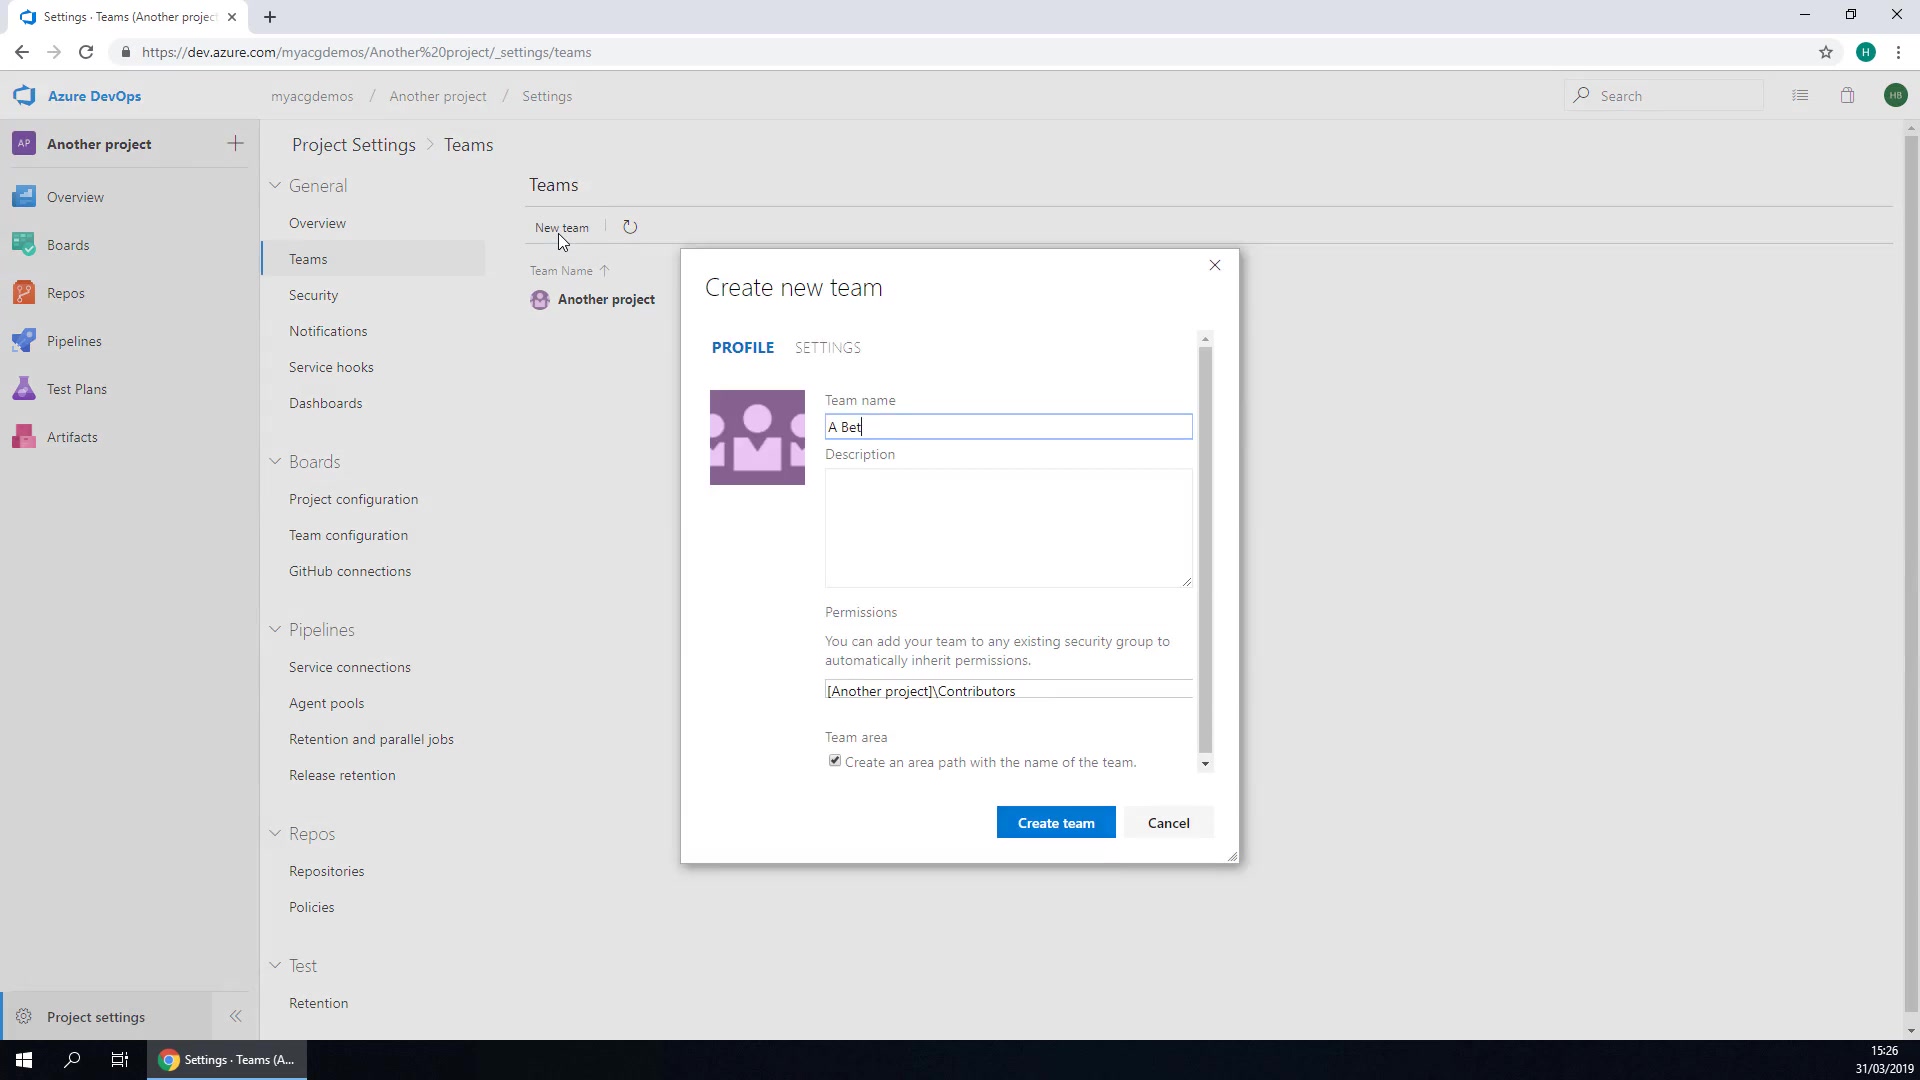 Settings · Teams (Another project
https://dev.azure.com/myacgdemos/Another%20project/_settings/teams
H
Azure DevOps
myacgdemos / Another project / Settings
Search
HB
AP Another project
Overview
Boards
Repos
Pipelines
Test Plans
Artifacts
Project settings
Project Settings > Teams
General
Overview
Teams
Security
Notifications
Service hooks
Dashboards
Boards
Project configuration
Team configuration
GitHub connections
Pipelines
Service connections
Agent pools
Retention and parallel jobs
Release retention
Repos
Repositories
Policies
Test
Retention
Teams
New team
Team Name
Another project
Create new team
PROFILE SETTINGS
Team name
A Bet
Description
Permissions
You can add your team to any existing security group to
automatically inherit permissions.
[Another project]\Contributors
Team area
Create an area path with the name of the team.
Create team Cancel
Settings · Teams (A...
15:26
31/03/2019